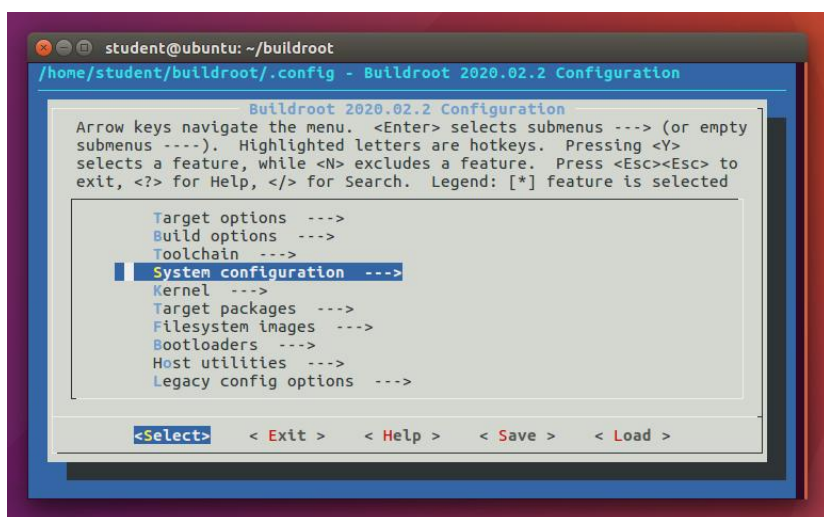 student@ubuntu: ~/buildroot
/home/student/buildroot/.config - Buildroot 2020.02.2 Configuration
Buildroot 2020.02.2 Configuration
Arrow keys navigate the menu.  <Enter> selects submenus ---> (or empty
submenus ----).  Highlighted letters are hotkeys.  Pressing <Y>
selects a feature, while <N> excludes a feature.  Press <Esc><Esc> to
exit, <?> for Help, </> for Search.  Legend: [*] feature is selected
Target options  --->
Build options  --->
Toolchain  --->
System configuration  --->
Kernel  --->
Target packages  --->
Filesystem images  --->
Bootloaders  --->
Host utilities  --->
Legacy config options  --->
<Select>    < Exit >    < Help >    < Save >    < Load >